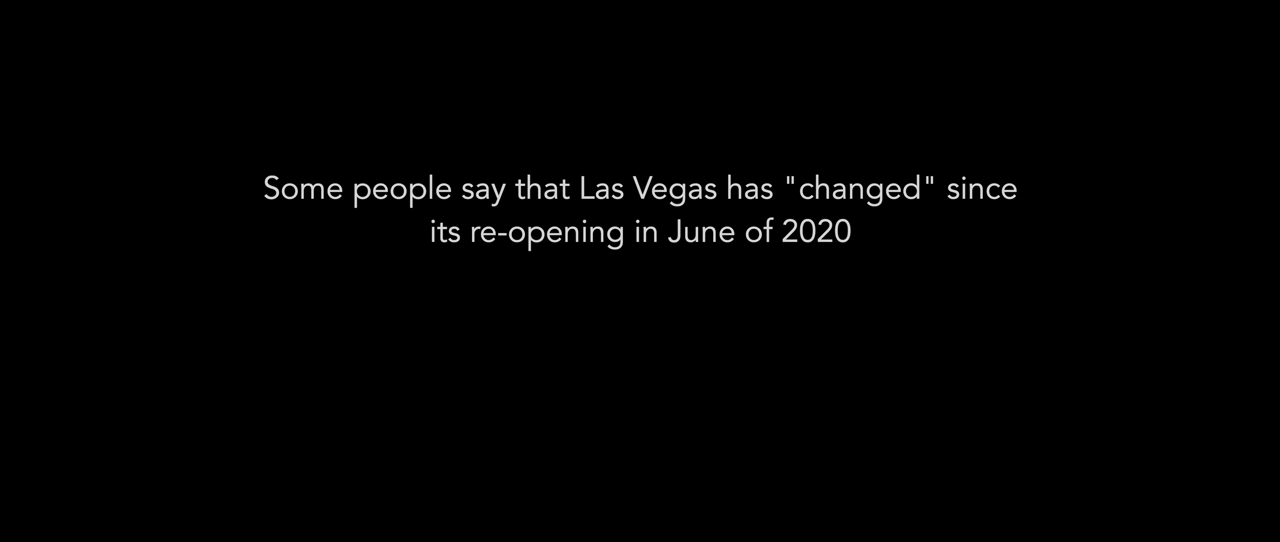 Some people say that Las Vegas has "changed" since
its re-opening in June of 2020